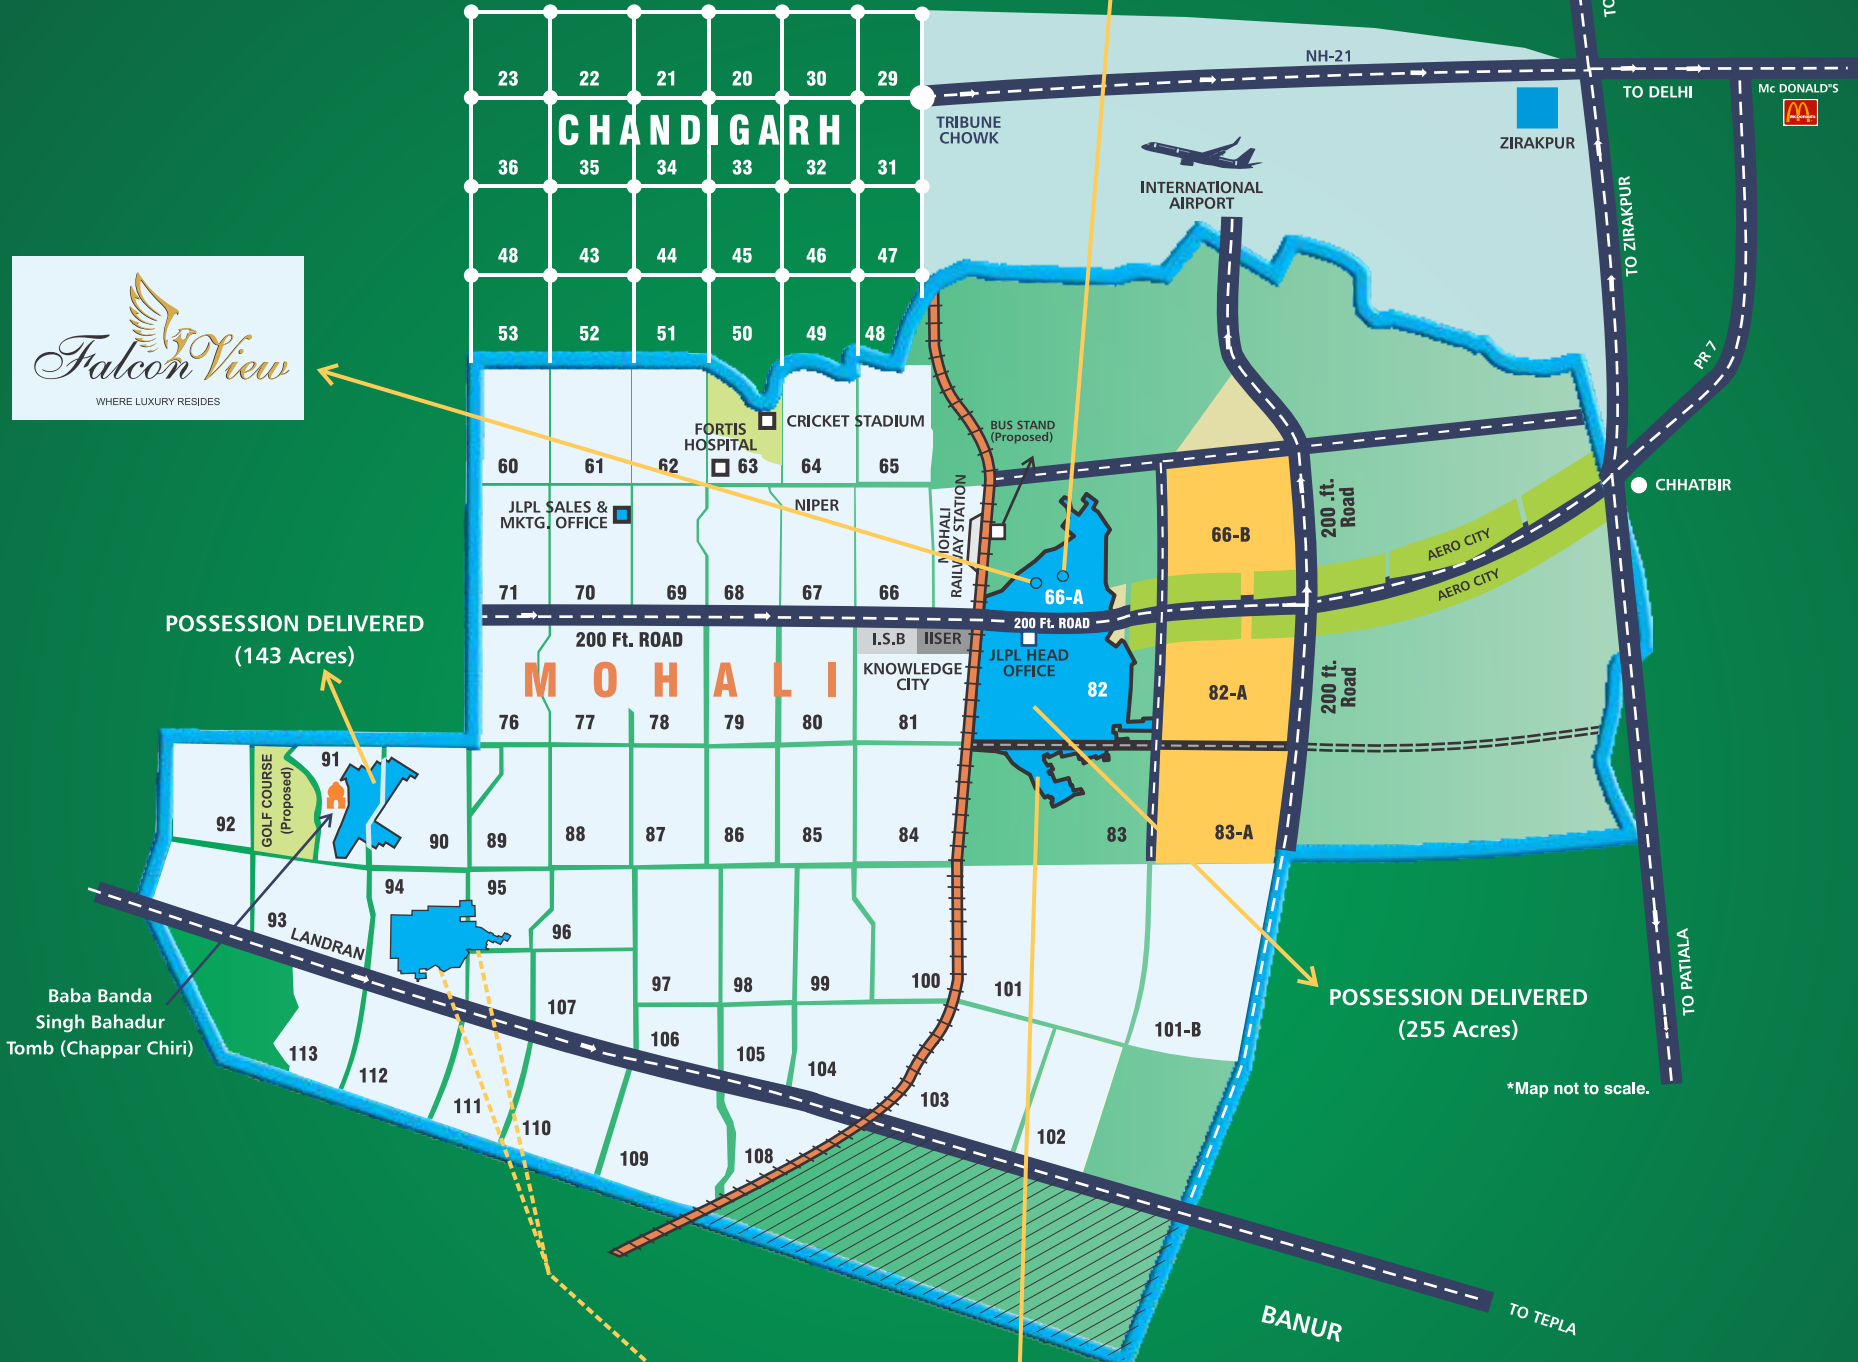 TO
NH-21
23 22 21 20 30 29
TO DELHI
Mc DONALD"S
McDonald's
CHANDIGARH
TRIBUNE
CHOWK
ZIRAKPUR
36 35 34 33 32 31
INTERNATIONAL
AIRPORT
TO ZIRAKPUR
48 43 44 45 46 47
53 52 51 50 49 48
Falcon View
WHERE LUXURY RESIDES
PR 7
CRICKET STADIUM
FORTIS
HOSPITAL
BUS STAND
(Proposed)
60 61 62 63 64 65
CHHATBIR
JLPL SALES &
MKTG. OFFICE
NIPER
MOHALI
RAILWAY STATION
66-B
200 .ft.
Road
AERO CITY
AERO CITY
71 70 69 68 67 66
66-A
200 Ft. ROAD
POSSESSION DELIVERED
(143 Acres)
200 Ft. ROAD
I.S.B
IISER
JLPL HEAD
OFFICE
MOHALI
KNOWLEDGE
CITY
82
82-A
200 ft.
Road
76 77 78 79 80 81
91
GOLF COURSE
(Proposed)
92
90 89 88 87 86 85 84 83 83-A
94 95
93
LANDRAN
96
97 98 99 100 101
TO PATIALA
Baba Banda
Singh Bahadur
Tomb (Chappar Chiri)
POSSESSION DELIVERED
(255 Acres)
107
101-B
106
105
104
113
112
*Map not to scale.
111
103
110
102
109
108
BANUR
TO TEPLA